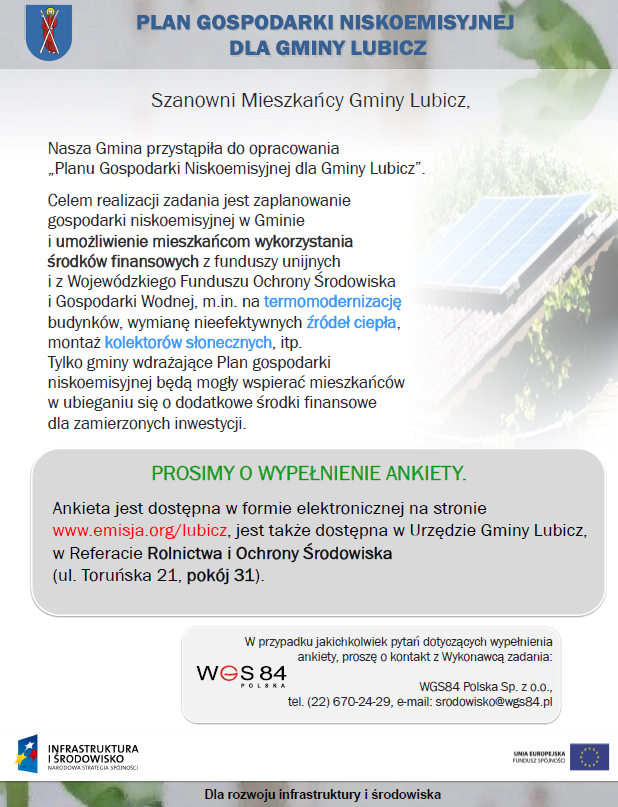 PLAN GOSPODARKI NISKOEMISYJNEJ
DLA GMINY LUBICZ
Szanowni Mieszkańcy Gminy Lubicz,
Nasza Gmina przystąpiła do opracowania
„Planu Gospodarki Niskoemisyjnej dla Gminy Lubicz”.
Celem realizacji zadania jest zaplanowanie
gospodarki niskoemisyjnej w Gminie
i umożliwienie mieszkańcom wykorzystania
środków finansowych z funduszy unijnych
i z Wojewódzkiego Funduszu Ochrony Środowiska
i Gospodarki Wodnej, m.in. na termomodernizację
budynków, wymianę nieefektywnych źródeł ciepła,
montaż kolektorów słonecznych, itp.
Tylko gminy wdrażające Plan gospodarki
niskoemisyjnej będą mogły wspierać mieszkańców
w ubieganiu się o dodatkowe środki finansowe
dla zamierzonych inwestycji.
PROSIMY O WYPEŁNIENIE ANKIETY.
Ankieta jest dostępna w formie elektronicznej na stronie
www.emisja.org/lubicz, jest także dostępna w Urzędzie Gminy Lubicz,
w Referacie Rolnictwa i Ochrony Środowiska
(ul. Toruńska 21, pokój 31).
W przypadku jakichkolwiek pytań dotyczących wypełnienia
ankiety, proszę o kontakt z Wykonawcą zadania:
WGS 84
POLSKA
WGS84 Polska Sp. z o.o.,
tel. (22) 670-24-29, e-mail: srodowisko@wgs84.pl
INFRASTRUKTURA
I ŚRODOWISKO
NARODOWA STRATEGIA SPÓJNOŚCI
UNIA EUROPEJSKA
FUNDUSZ SPÓJNOŚCI
Dla rozwoju infrastruktury i środowiska